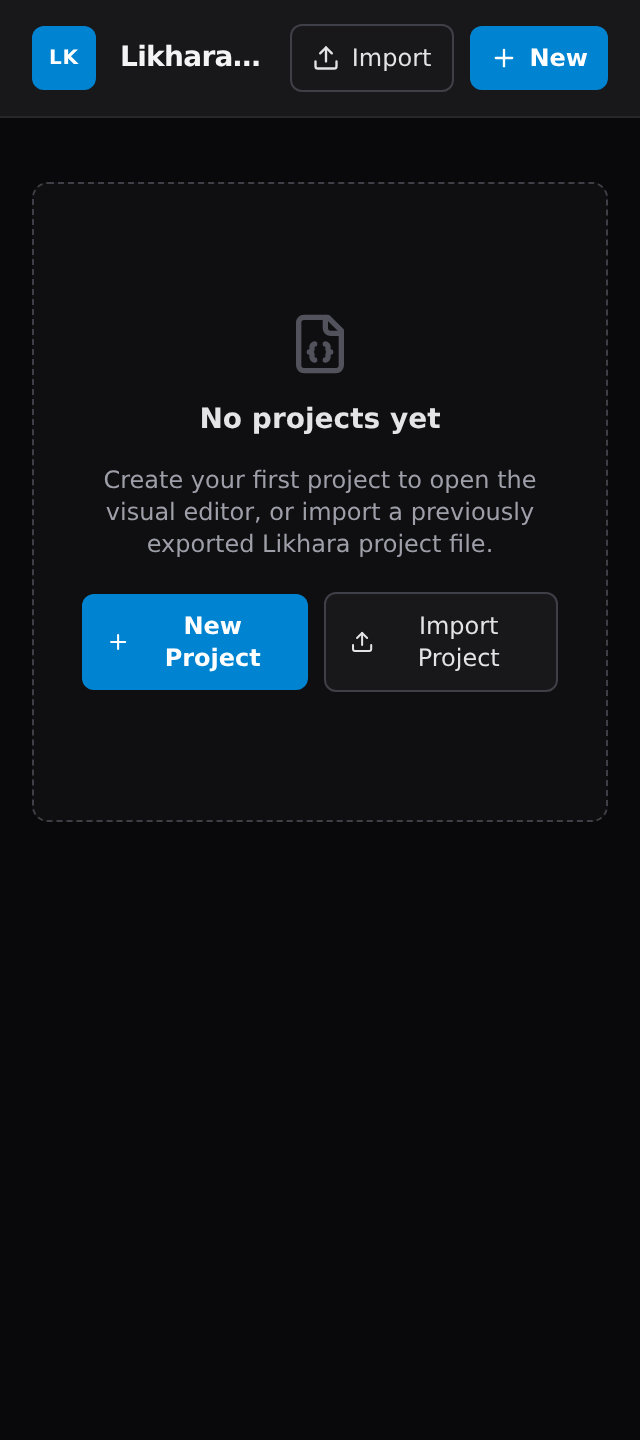 LK
Likhara...
Import
New
No projects yet
Create your first project to open the
visual editor, or import a previously
exported Likhara project file.
New
Project
Import
Project